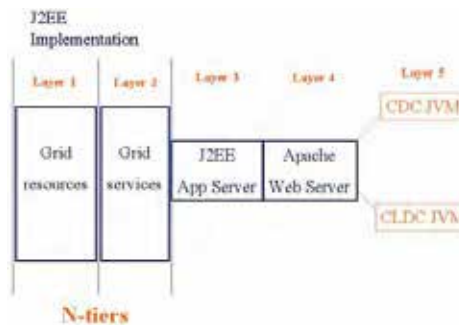 J2EE
Implementation
Layer 1
Layer 2
Layer 3
Layer 4
Layer 5
Grid
resources
Grid
services
J2EE
App Server
Apache
Web Server
CDC JVM
CLDC JVM
N-tiers